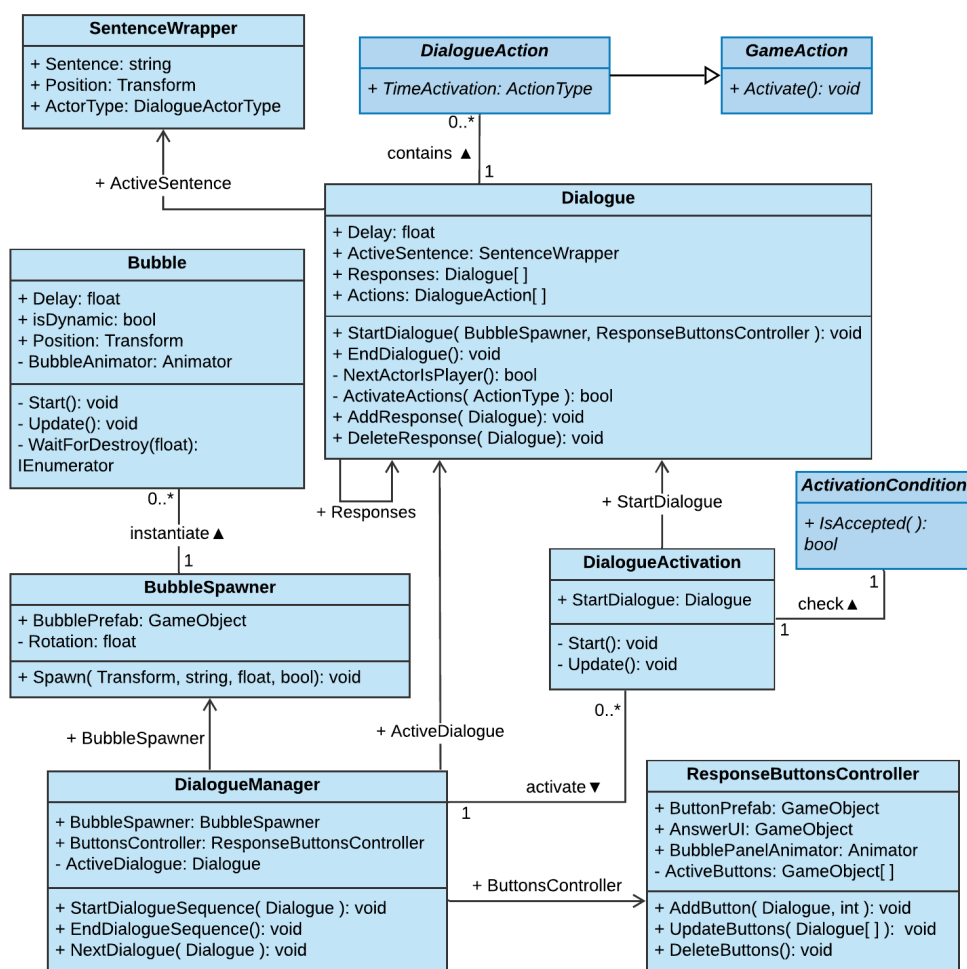 SentenceWrapper
+ Sentence: string
+ Position: Transform
+ ActorType: DialogueActorType
DialogueAction
+ TimeActivation: ActionType
GameAction
+ Activate(): void
0..*
contains ▲
1
+ ActiveSentence
Dialogue
+ Delay: float
+ ActiveSentence: SentenceWrapper
+ Responses: Dialogue[ ]
+ Actions: DialogueAction[ ]
+ StartDialogue( BubbleSpawner, ResponseButtonsController ): void
+ EndDialogue(): void
- NextActorIsPlayer(): bool
- ActivateActions( ActionType ): bool
+ AddResponse( Dialogue): void
+ DeleteResponse( Dialogue): void
Bubble
+ Delay: float
+ isDynamic: bool
+ Position: Transform
- BubbleAnimator: Animator
- Start(): void
- Update(): void
- WaitForDestroy(float):
IEnumerator
0..*
instantiate▲
1
+ Responses
+ StartDialogue
ActivationCondition
+ IsAccepted( ):
bool
1
check▲
1
DialogueActivation
+ StartDialogue: Dialogue
- Start(): void
- Update(): void
0..*
BubbleSpawner
+ BubblePrefab: GameObject
- Rotation: float
+ Spawn( Transform, string, float, bool): void
+ BubbleSpawner
+ ActiveDialogue
activate▼
1
DialogueManager
+ BubbleSpawner: BubbleSpawner
+ ButtonsController: ResponseButtonsController
- ActiveDialogue: Dialogue
+ StartDialogueSequence( Dialogue ): void
+ EndDialogueSequence(): void
+ NextDialogue( Dialogue ): void
+ ButtonsController
ResponseButtonsController
+ ButtonPrefab: GameObject
+ AnswerUI: GameObject
+ BubblePanelAnimator: Animator
- ActiveButtons: GameObject[ ]
+ AddButton( Dialogue, int ): void
+ UpdateButtons( Dialogue[ ] ): void
+ DeleteButtons(): void